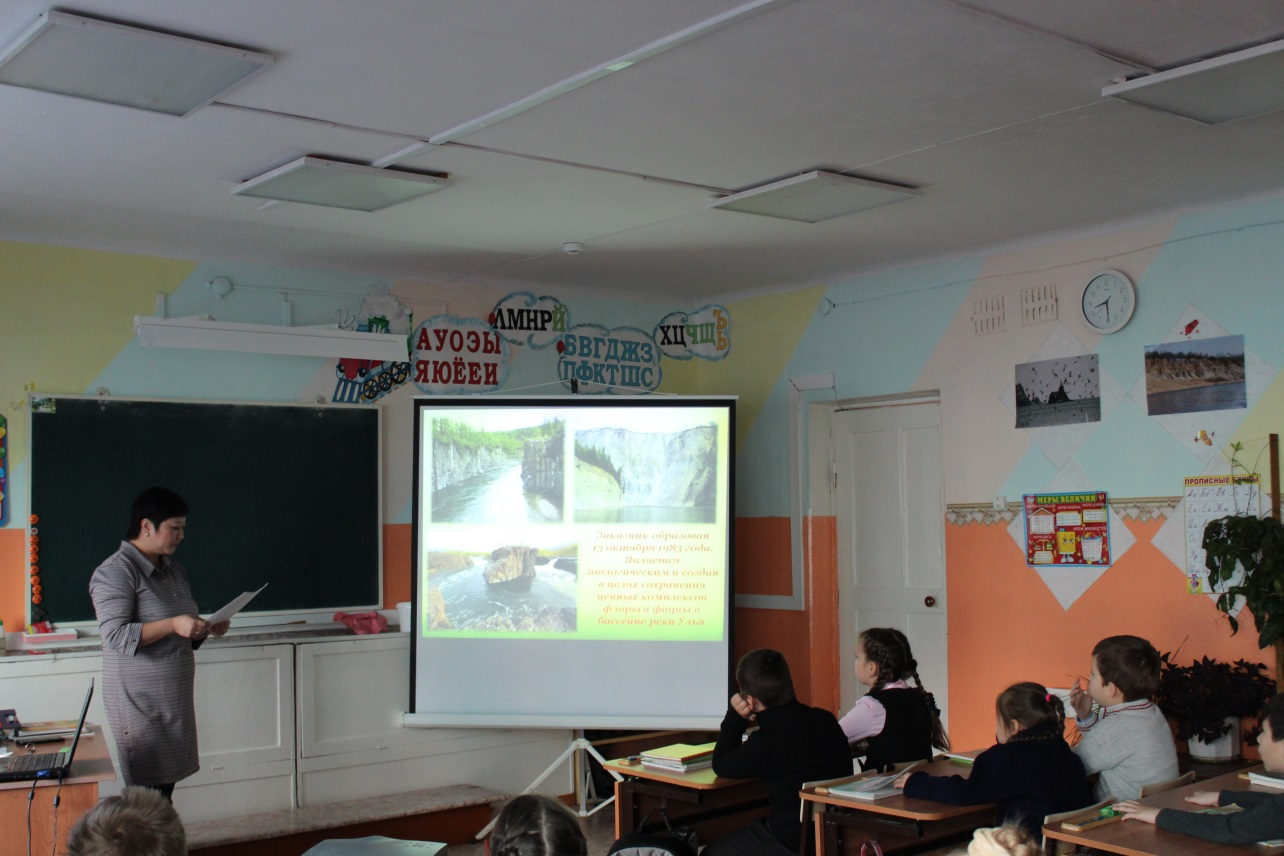 АУОЭЫ
ЯЮЁЕИ
ЛМНРЙ
БВГДЖЗ
ПФКТШС
ХЦЧЩЪЬ
Заказник образован
13 октября 1983 года.
Является
зоологическим и создан
в целях сохранения
ценных комплексов
флоры и фауны в
бассейне реки Улья
МЕРЫ ВЕЛИЧИН
ПРОПИСНЫЕ БУКВЫ